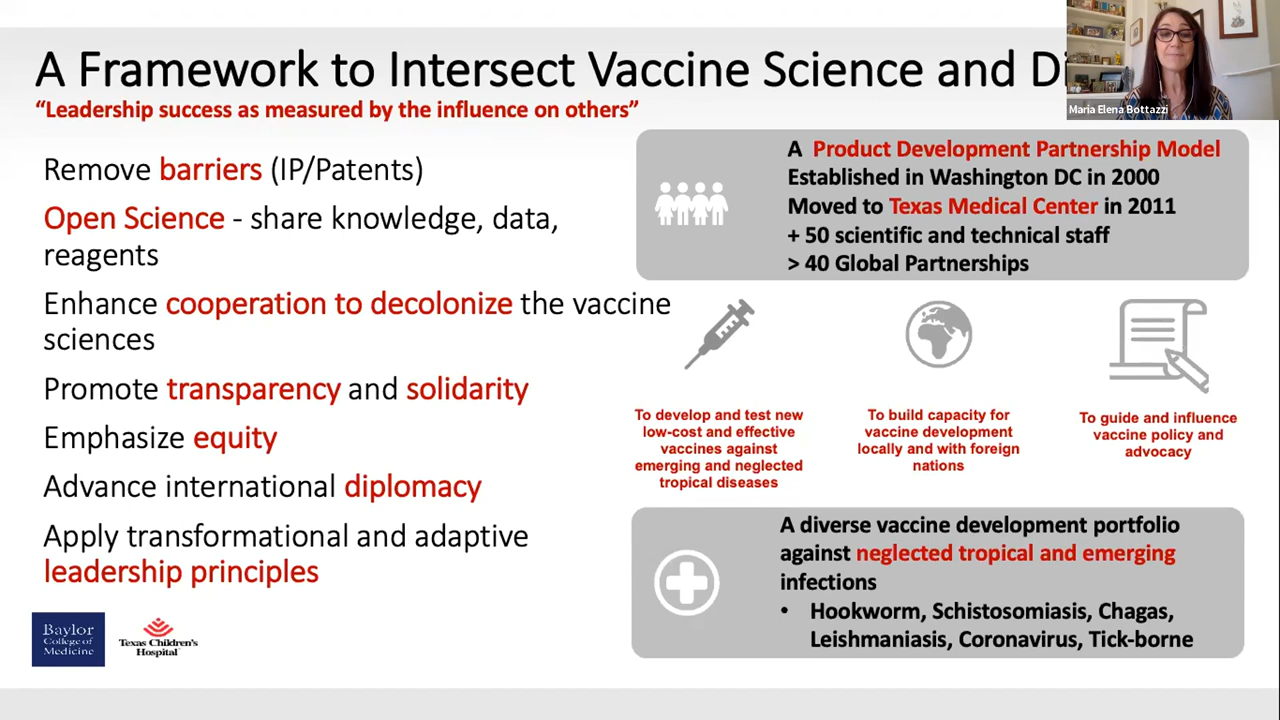 A Framework to Intersect Vaccine Science and Di
“Leadership success as measured by the influence on others”
Maria Elena Bottazzi
Remove barriers (IP/Patents)
Open Science - share knowledge, data,
reagents
Enhance cooperation to decolonize the vaccine
sciences
Promote transparency and solidarity
Emphasize equity
Advance international diplomacy
Apply transformational and adaptive
leadership principles
A Product Development Partnership Model
Established in Washington DC in 2000
Moved to Texas Medical Center in 2011
+ 50 scientific and technical staff
> 40 Global Partnerships
To develop and test new
low-cost and effective
vaccines against
emerging and neglected
tropical diseases
To build capacity for
vaccine development
locally and with foreign
nations
To guide and influence
vaccine policy and
advocacy
A diverse vaccine development portfolio
against neglected tropical and emerging
infections
• Hookworm, Schistosomiasis, Chagas,
Leishmaniasis, Coronavirus, Tick-borne
Baylor
College of
Medicine
Texas Children's
Hospital